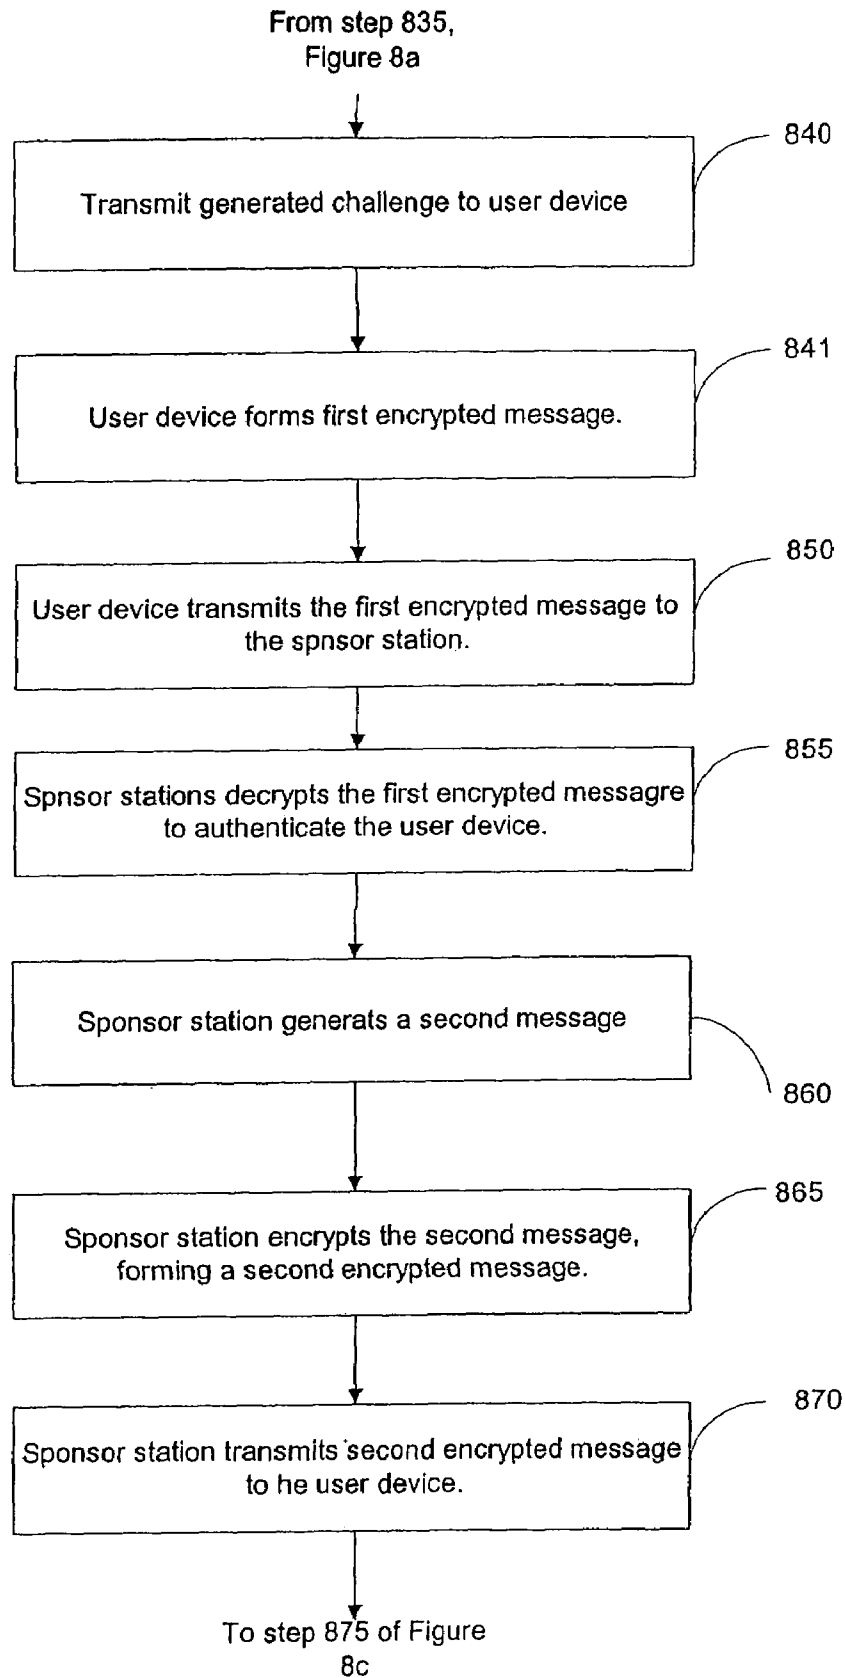 From step 835,
Figure 8a
840
Transmit generated challenge to user device
841
User device forms first encrypted message.
850
User device transmits the first encrypted message to
the spnsor station.
855
Spnsor stations decrypts the first encrypted messagre
to authenticate the user device.
Sponsor station generats a second message
860
865
Sponsor station encrypts the second message,
forming a second encrypted message.
870
Sponsor station transmits second encrypted message
to he user device.
To step 875 of Figure
8c